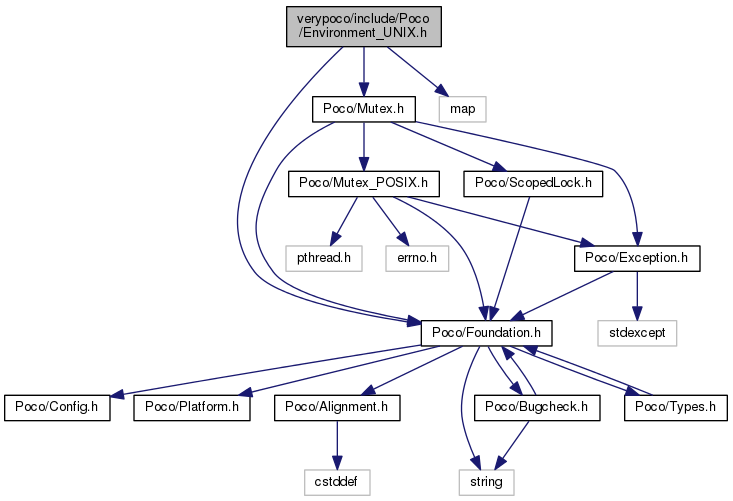 verypoco/include/Poco
/Environment_UNIX.h
Poco/Mutex.h
map
Poco/Mutex_POSIX.h
Poco/ScopedLock.h
pthread.h
errno.h
Poco/Exception.h
Poco/Foundation.h
stdexcept
Poco/Config.h
Poco/Platform.h
Poco/Alignment.h
Poco/Bugcheck.h
Poco/Types.h
cstddef
string